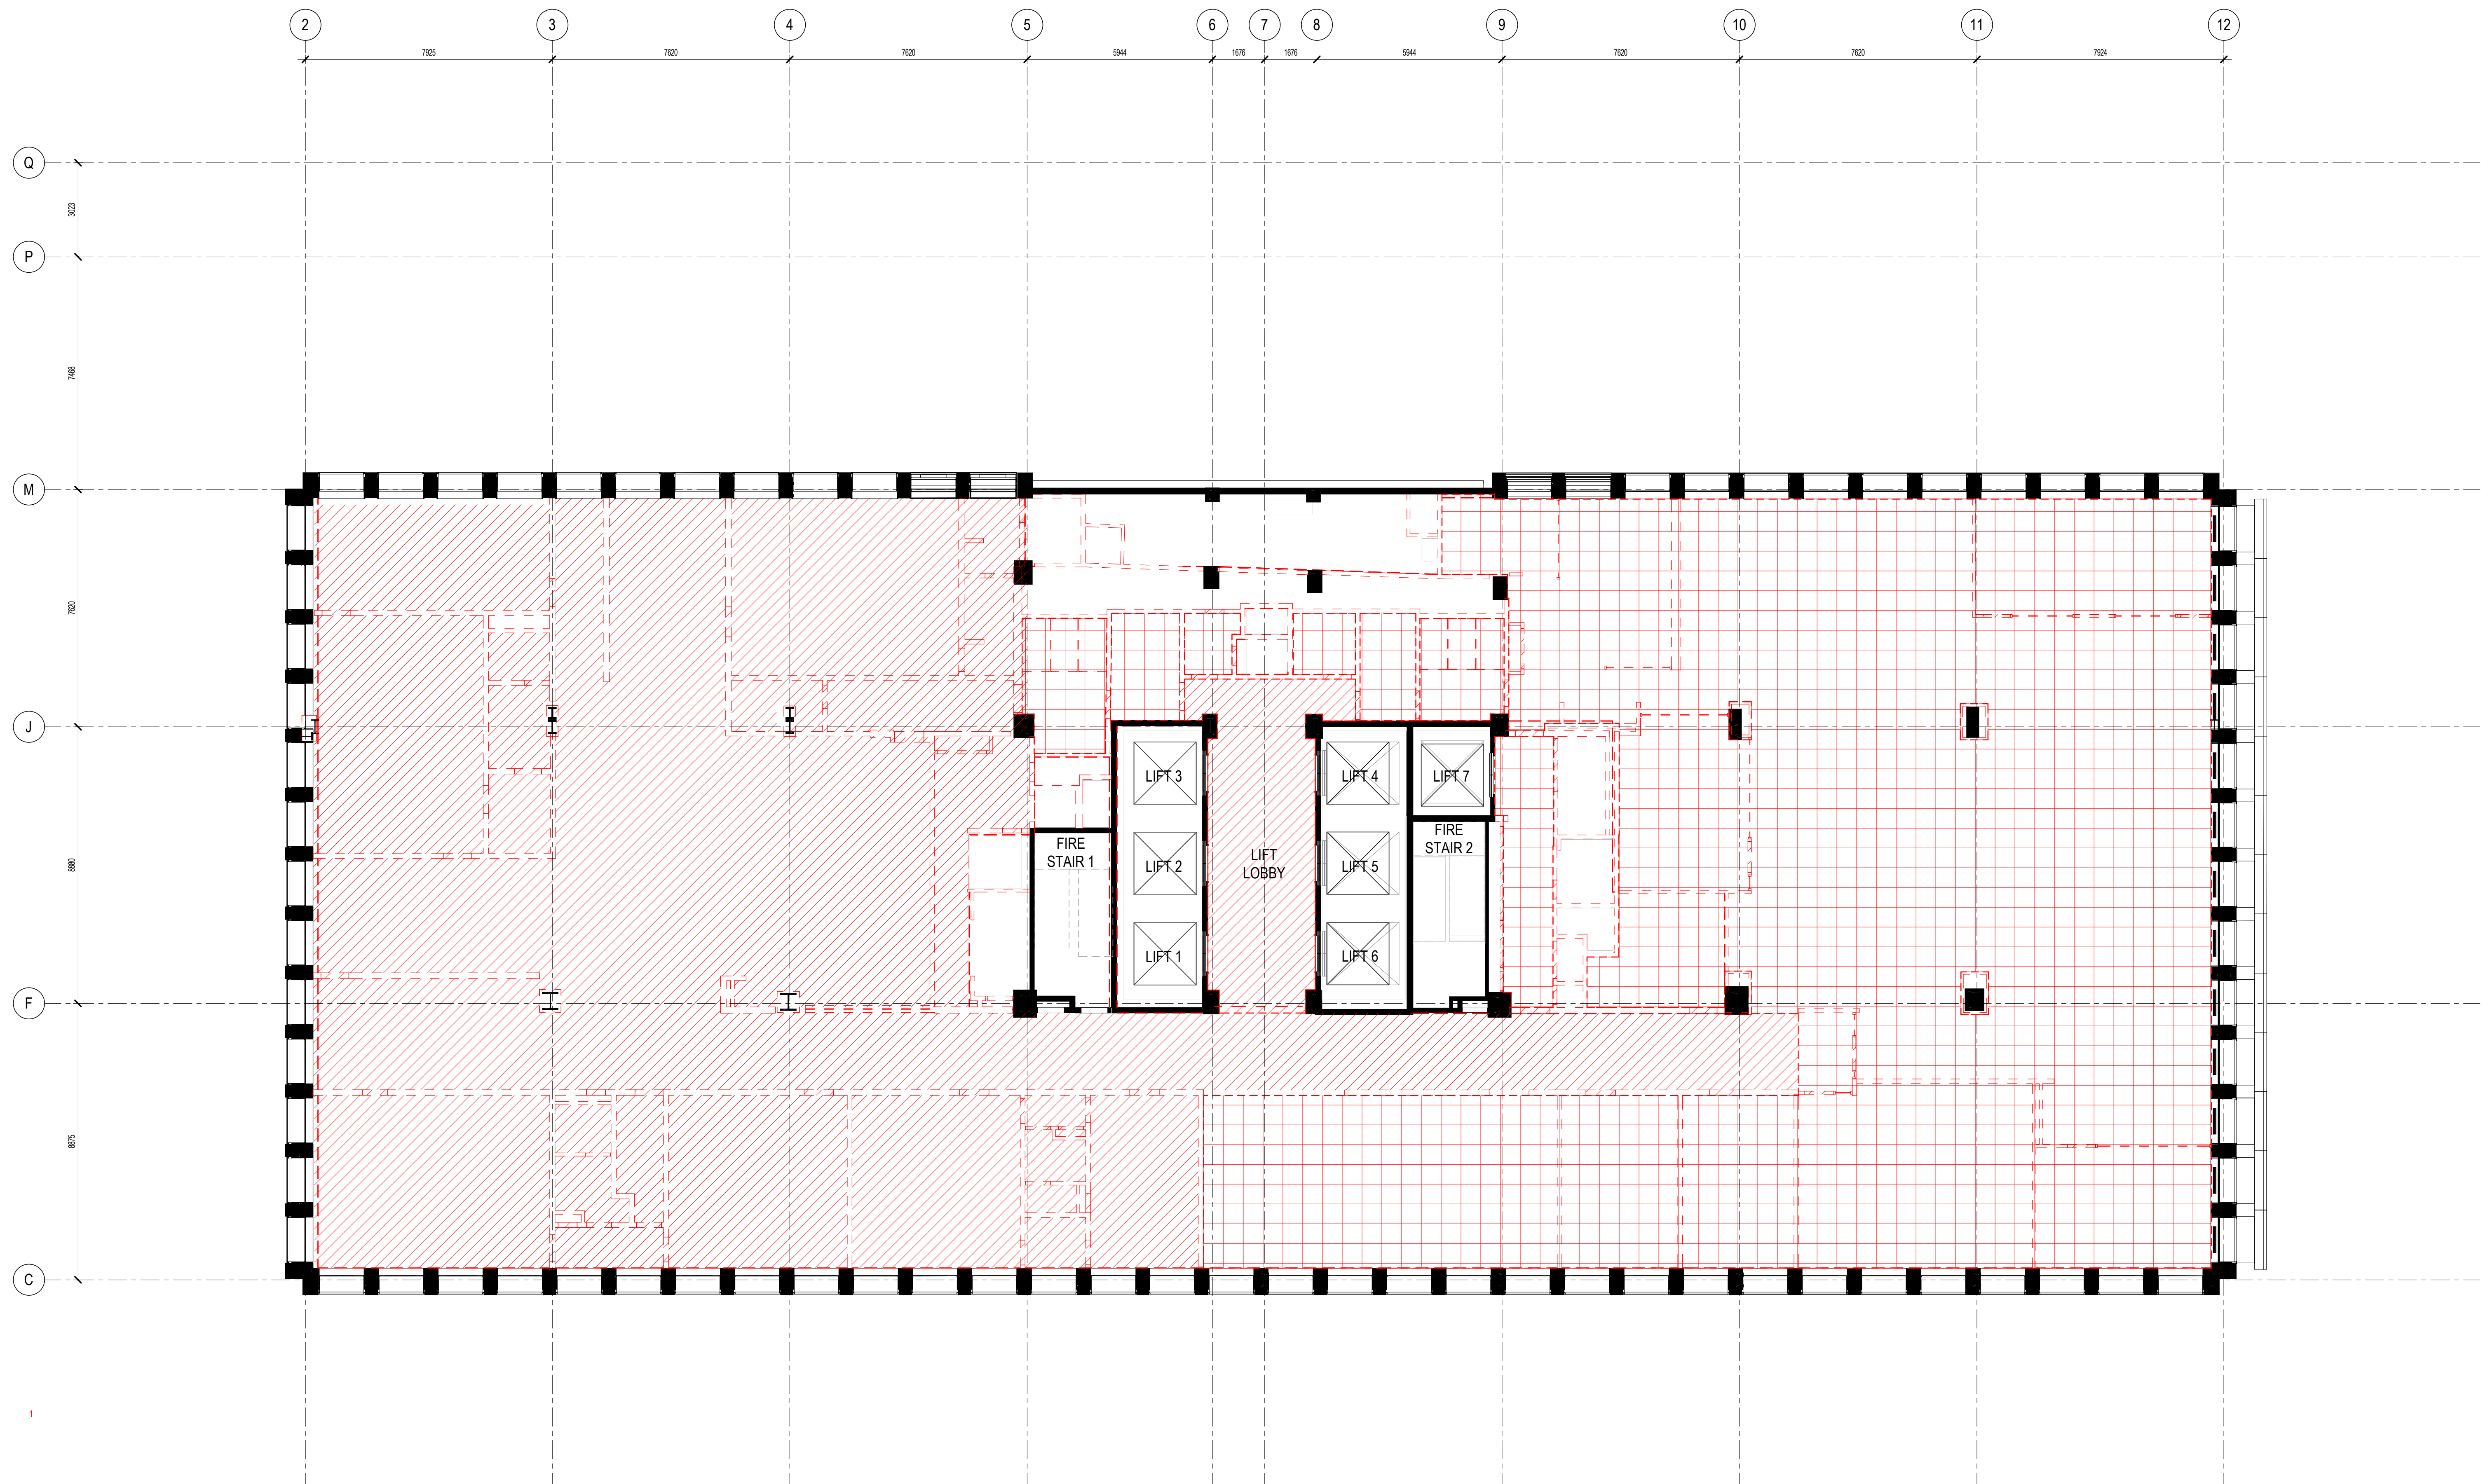 2
3
4
5
6
7
8
9
10
11
12
7925
7620
7620
5944
1676
1676
5944
7620
7620
7924
Q
3023
P
7468
M
7620
J
8880
F
8875
C
LIFT 3
LIFT 4
LIFT 7
FIRE
STAIR 1
LIFT 2
LIFT
LOBBY
LIFT 5
FIRE
STAIR 2
LIFT 1
LIFT 6
1